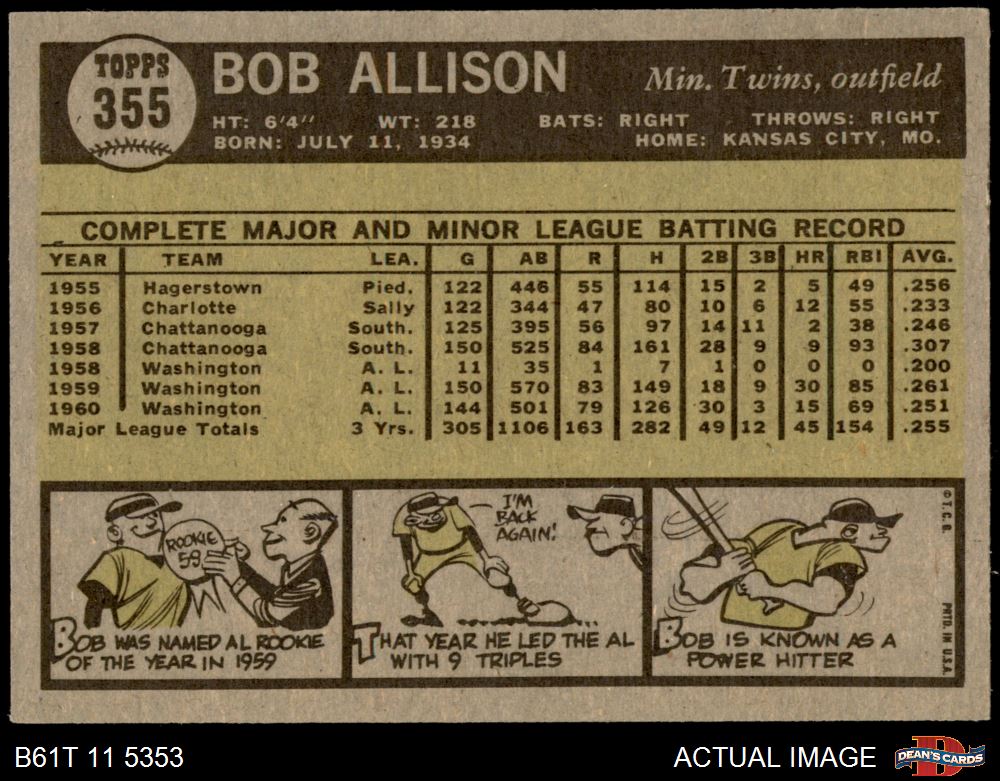 TOPPS
355
BOB ALLISON
Min. Twins, outfield
HT: 6'4" WT: 218 BATS: RIGHT THROWS: RIGHT
BORN: JULY 11, 1934 HOME: KANSAS CITY, MO.
COMPLETE MAJOR AND MINOR LEAGUE BATTING RECORD
YEAR TEAM LEA. G AB R H 2B 3B HR RBI AVG.
1955 Hagerstown Pied. 122 446 55 114 15 2 5 49 .256
1956 Charlotte Sally 122 344 47 80 10 6 12 55 .233
1957 Chattanooga South. 125 395 56 97 14 11 2 38 .246
1958 Chattanooga South. 150 525 84 161 28 9 9 93 .307
1958 Washington A. L. 11 35 1 7 1 0 0 0 .200
1959 Washington A. L. 150 570 83 149 18 9 30 85 .261
1960 Washington A. L. 144 501 79 126 30 3 15 69 .251
Major League Totals 3 Yrs. 305 1106 163 282 49 12 45 154 .255
ROOKIE
59
BOB WAS NAMED AL ROOKIE
OF THE YEAR IN 1959
I'M
BACK
AGAIN!
THAT YEAR HE LED THE AL
WITH 9 TRIPLES
BOB IS KNOWN AS A
POWER HITTER
© T. C. G.
PRTD. IN U.S.A.
B61T 11 5353
ACTUAL IMAGE
D
DEAN'S CARDS